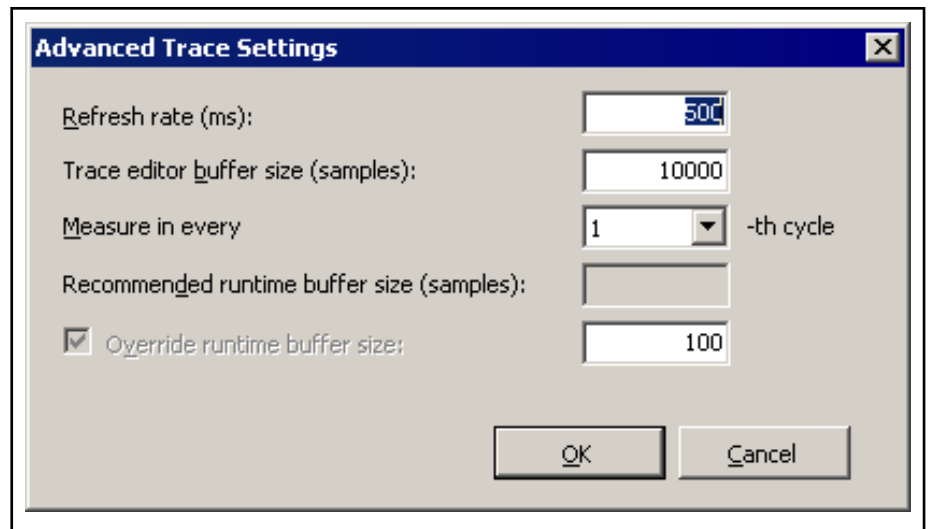 Advanced Trace Settings
Refresh rate (ms): 500
Trace editor buffer size (samples): 10000
Measure in every 1 -th cycle
Recommended runtime buffer size (samples):
Override runtime buffer size: 100
OK Cancel